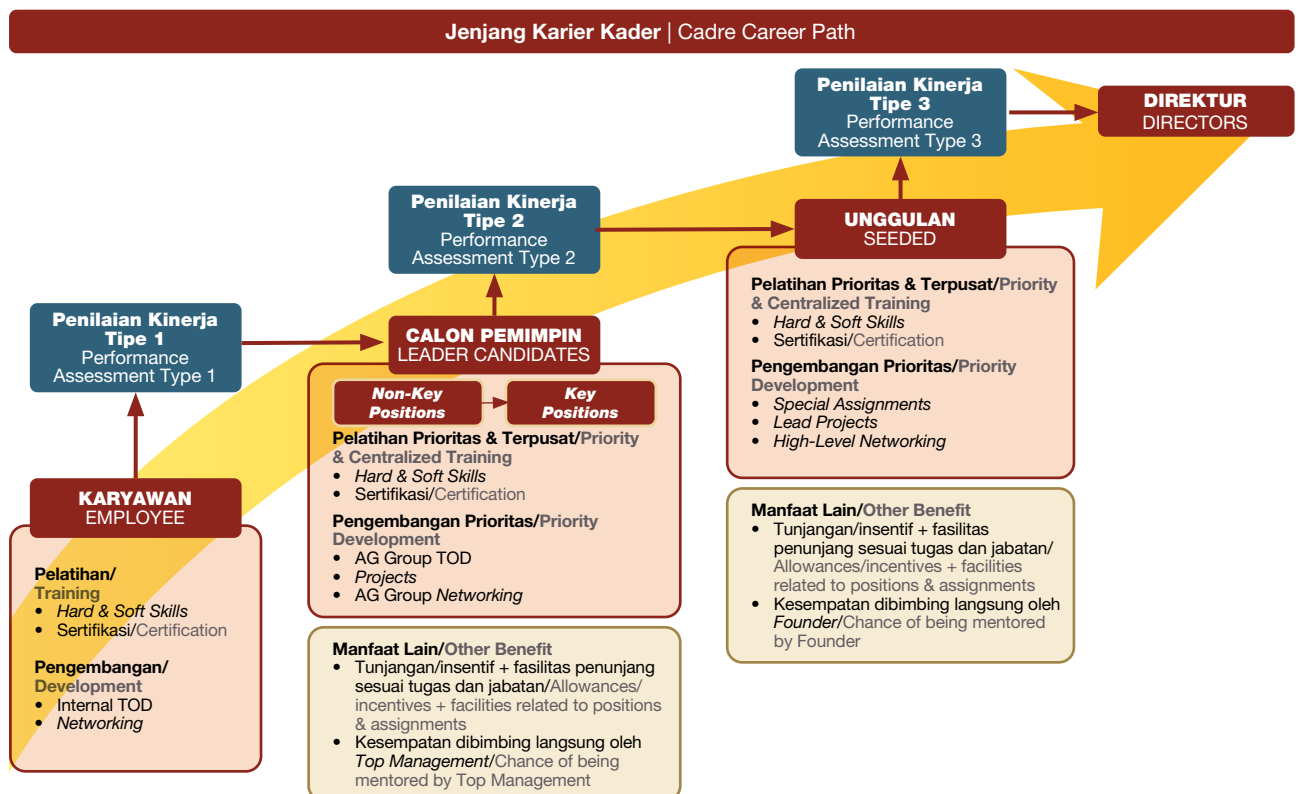 Jenjang Karier Kader | Cadre Career Path
Penilaian Kinerja
Tipe 3
Performance
Assessment Type 3
DIREKTUR
DIRECTORS
Penilaian Kinerja
Tipe 2
Performance
Assessment Type 2
UNGGULAN
SEEDED
Pelatihan Prioritas & Terpusat/Priority
& Centralized Training
• Hard & Soft Skills
• Sertifikasi/Certification
Pengembangan Prioritas/Priority
Development
• Special Assignments
• Lead Projects
• High-Level Networking
Manfaat Lain/Other Benefit
• Tunjangan/insentif + fasilitas
penunjang sesuai tugas dan jabatan/
Allowances/incentives + facilities
related to positions & assignments
• Kesempatan dibimbing langsung oleh
Founder/Chance of being mentored
by Founder
Penilaian Kinerja
Tipe 1
Performance
Assessment Type 1
CALON PEMIMPIN
LEADER CANDIDATES
Non-Key
Positions
Key
Positions
Pelatihan Prioritas & Terpusat/Priority
& Centralized Training
• Hard & Soft Skills
• Sertifikasi/Certification
Pengembangan Prioritas/Priority
Development
• AG Group TOD
• Projects
• AG Group Networking
Manfaat Lain/Other Benefit
• Tunjangan/insentif + fasilitas penunjang
sesuai tugas dan jabatan/Allowances/
incentives + facilities related to positions
& assignments
• Kesempatan dibimbing langsung oleh
Top Management/Chance of being
mentored by Top Management
KARYAWAN
EMPLOYEE
Pelatihan/
Training
• Hard & Soft Skills
• Sertifikasi/Certification
Pengembangan/
Development
• Internal TOD
• Networking